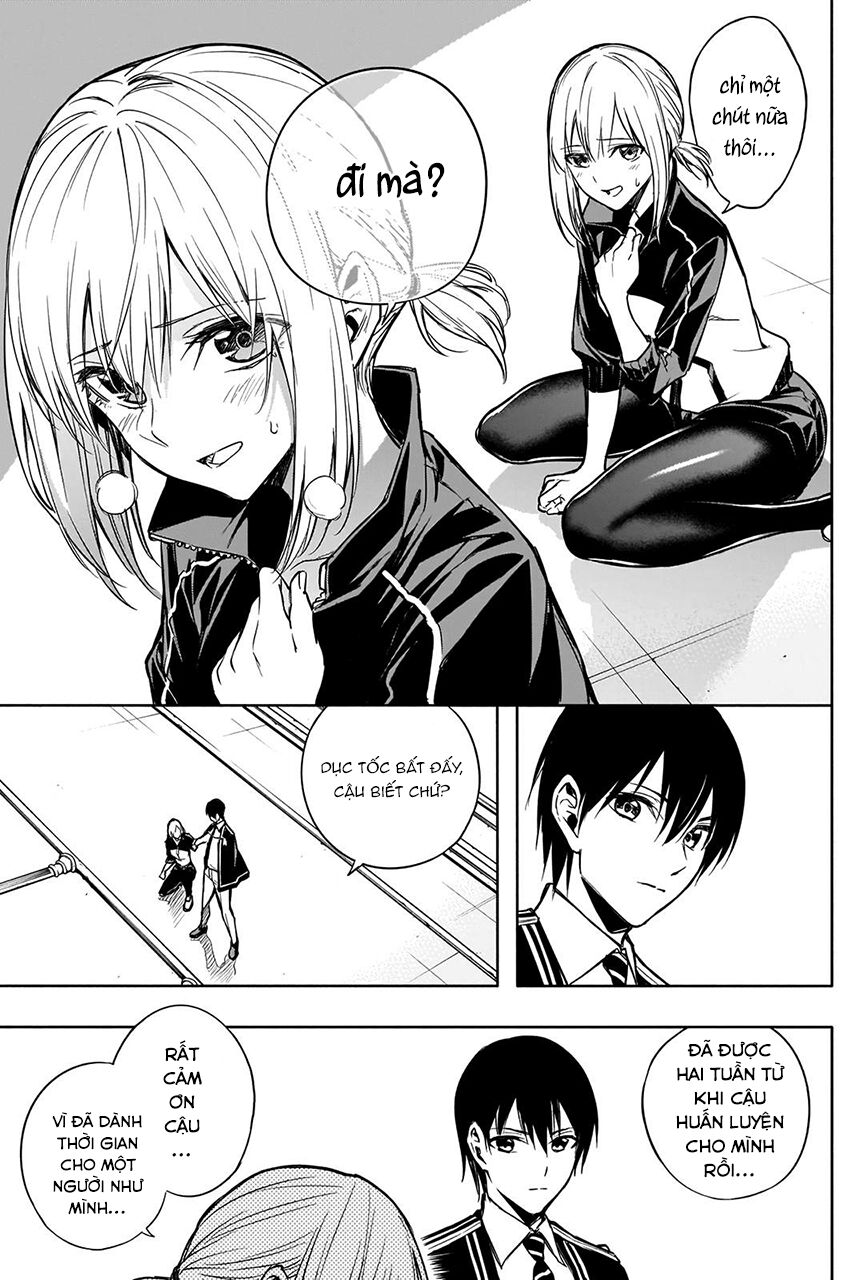 chỉ một
chút nữa
thôi...
đi mà?
DỤC TỐC BẤT ĐẤY,
CẬU BIẾT CHỨ?
ĐÃ ĐƯỢC
HAI TUẦN TỪ
KHI CẬU
HUẤN LUYỆN
CHO MÌNH
RỒI...
RẤT
CẢM
ƠN
CẬU
...
VÌ ĐÃ DÀNH
THỜI GIAN
CHO MỘT
NGƯỜI NHƯ
MÌNH...